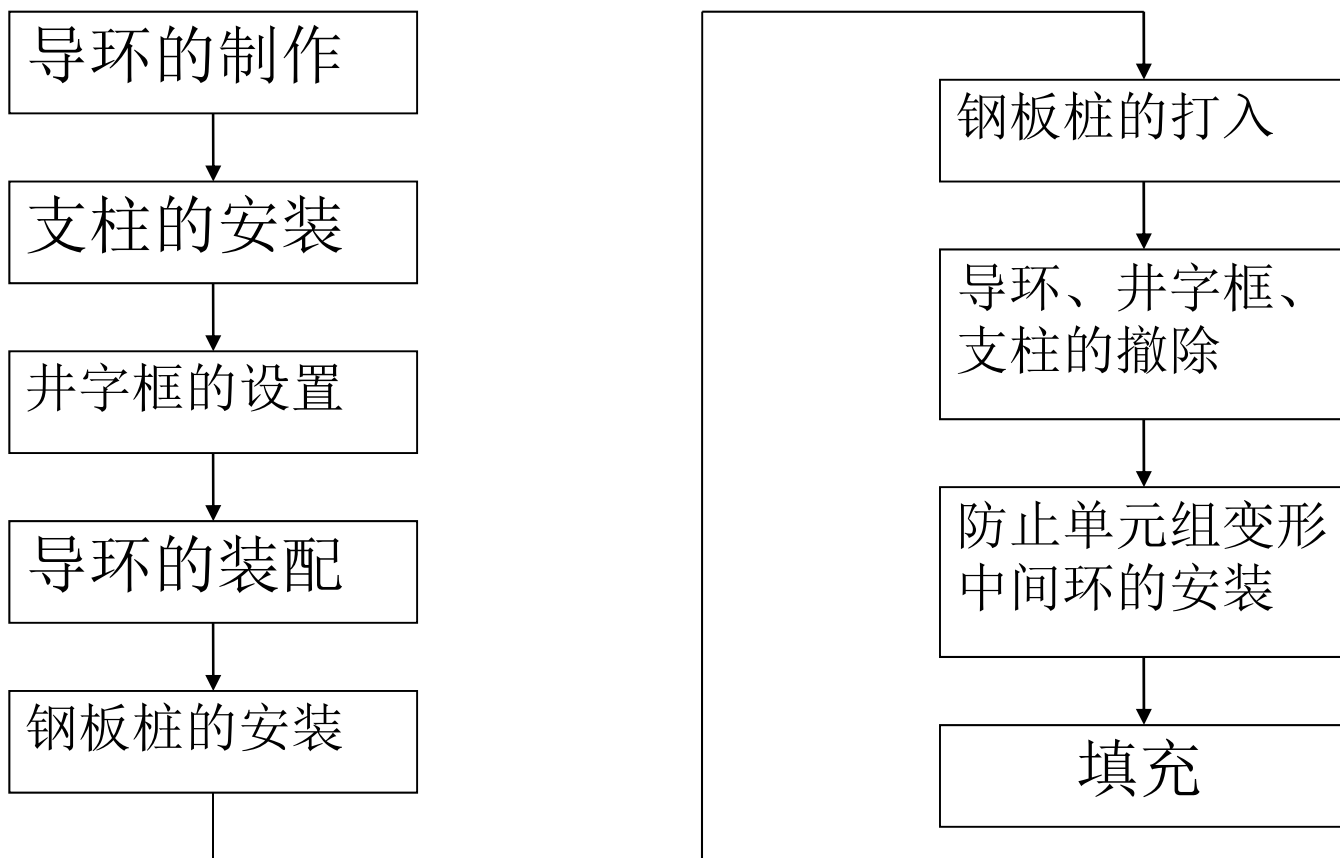 导环的制作
支柱的安装
井字框的设置
导环的装配
钢板桩的安装
钢板桩的打入
导环、井字框、
支柱的撤除
防止单元组变形
中间环的安装
填充